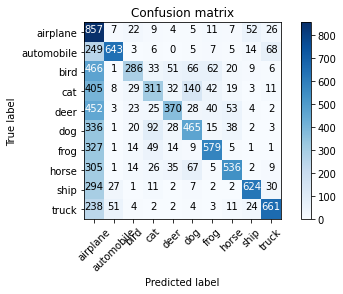 Confusion matrix
airplane 857 7 22 9 4 5 11 7 52 26
automobile 249 643 3 6 0 5 7 5 14 68
bird 466 1 286 33 51 66 62 20 9 6
cat 405 8 29 311 32 140 42 19 3 11
deer 452 3 23 25 370 28 40 53 4 2
dog 336 1 20 92 28 465 15 38 2 3
frog 327 1 14 49 14 9 579 5 1 1
horse 305 1 14 26 35 67 5 536 2 9
ship 294 27 1 11 2 7 2 2 624 30
truck 238 51 4 2 2 4 3 11 24 661
airplane automobile bird cat deer dog frog horse ship truck
True label
Predicted label
800
700
600
500
400
300
200
100
0